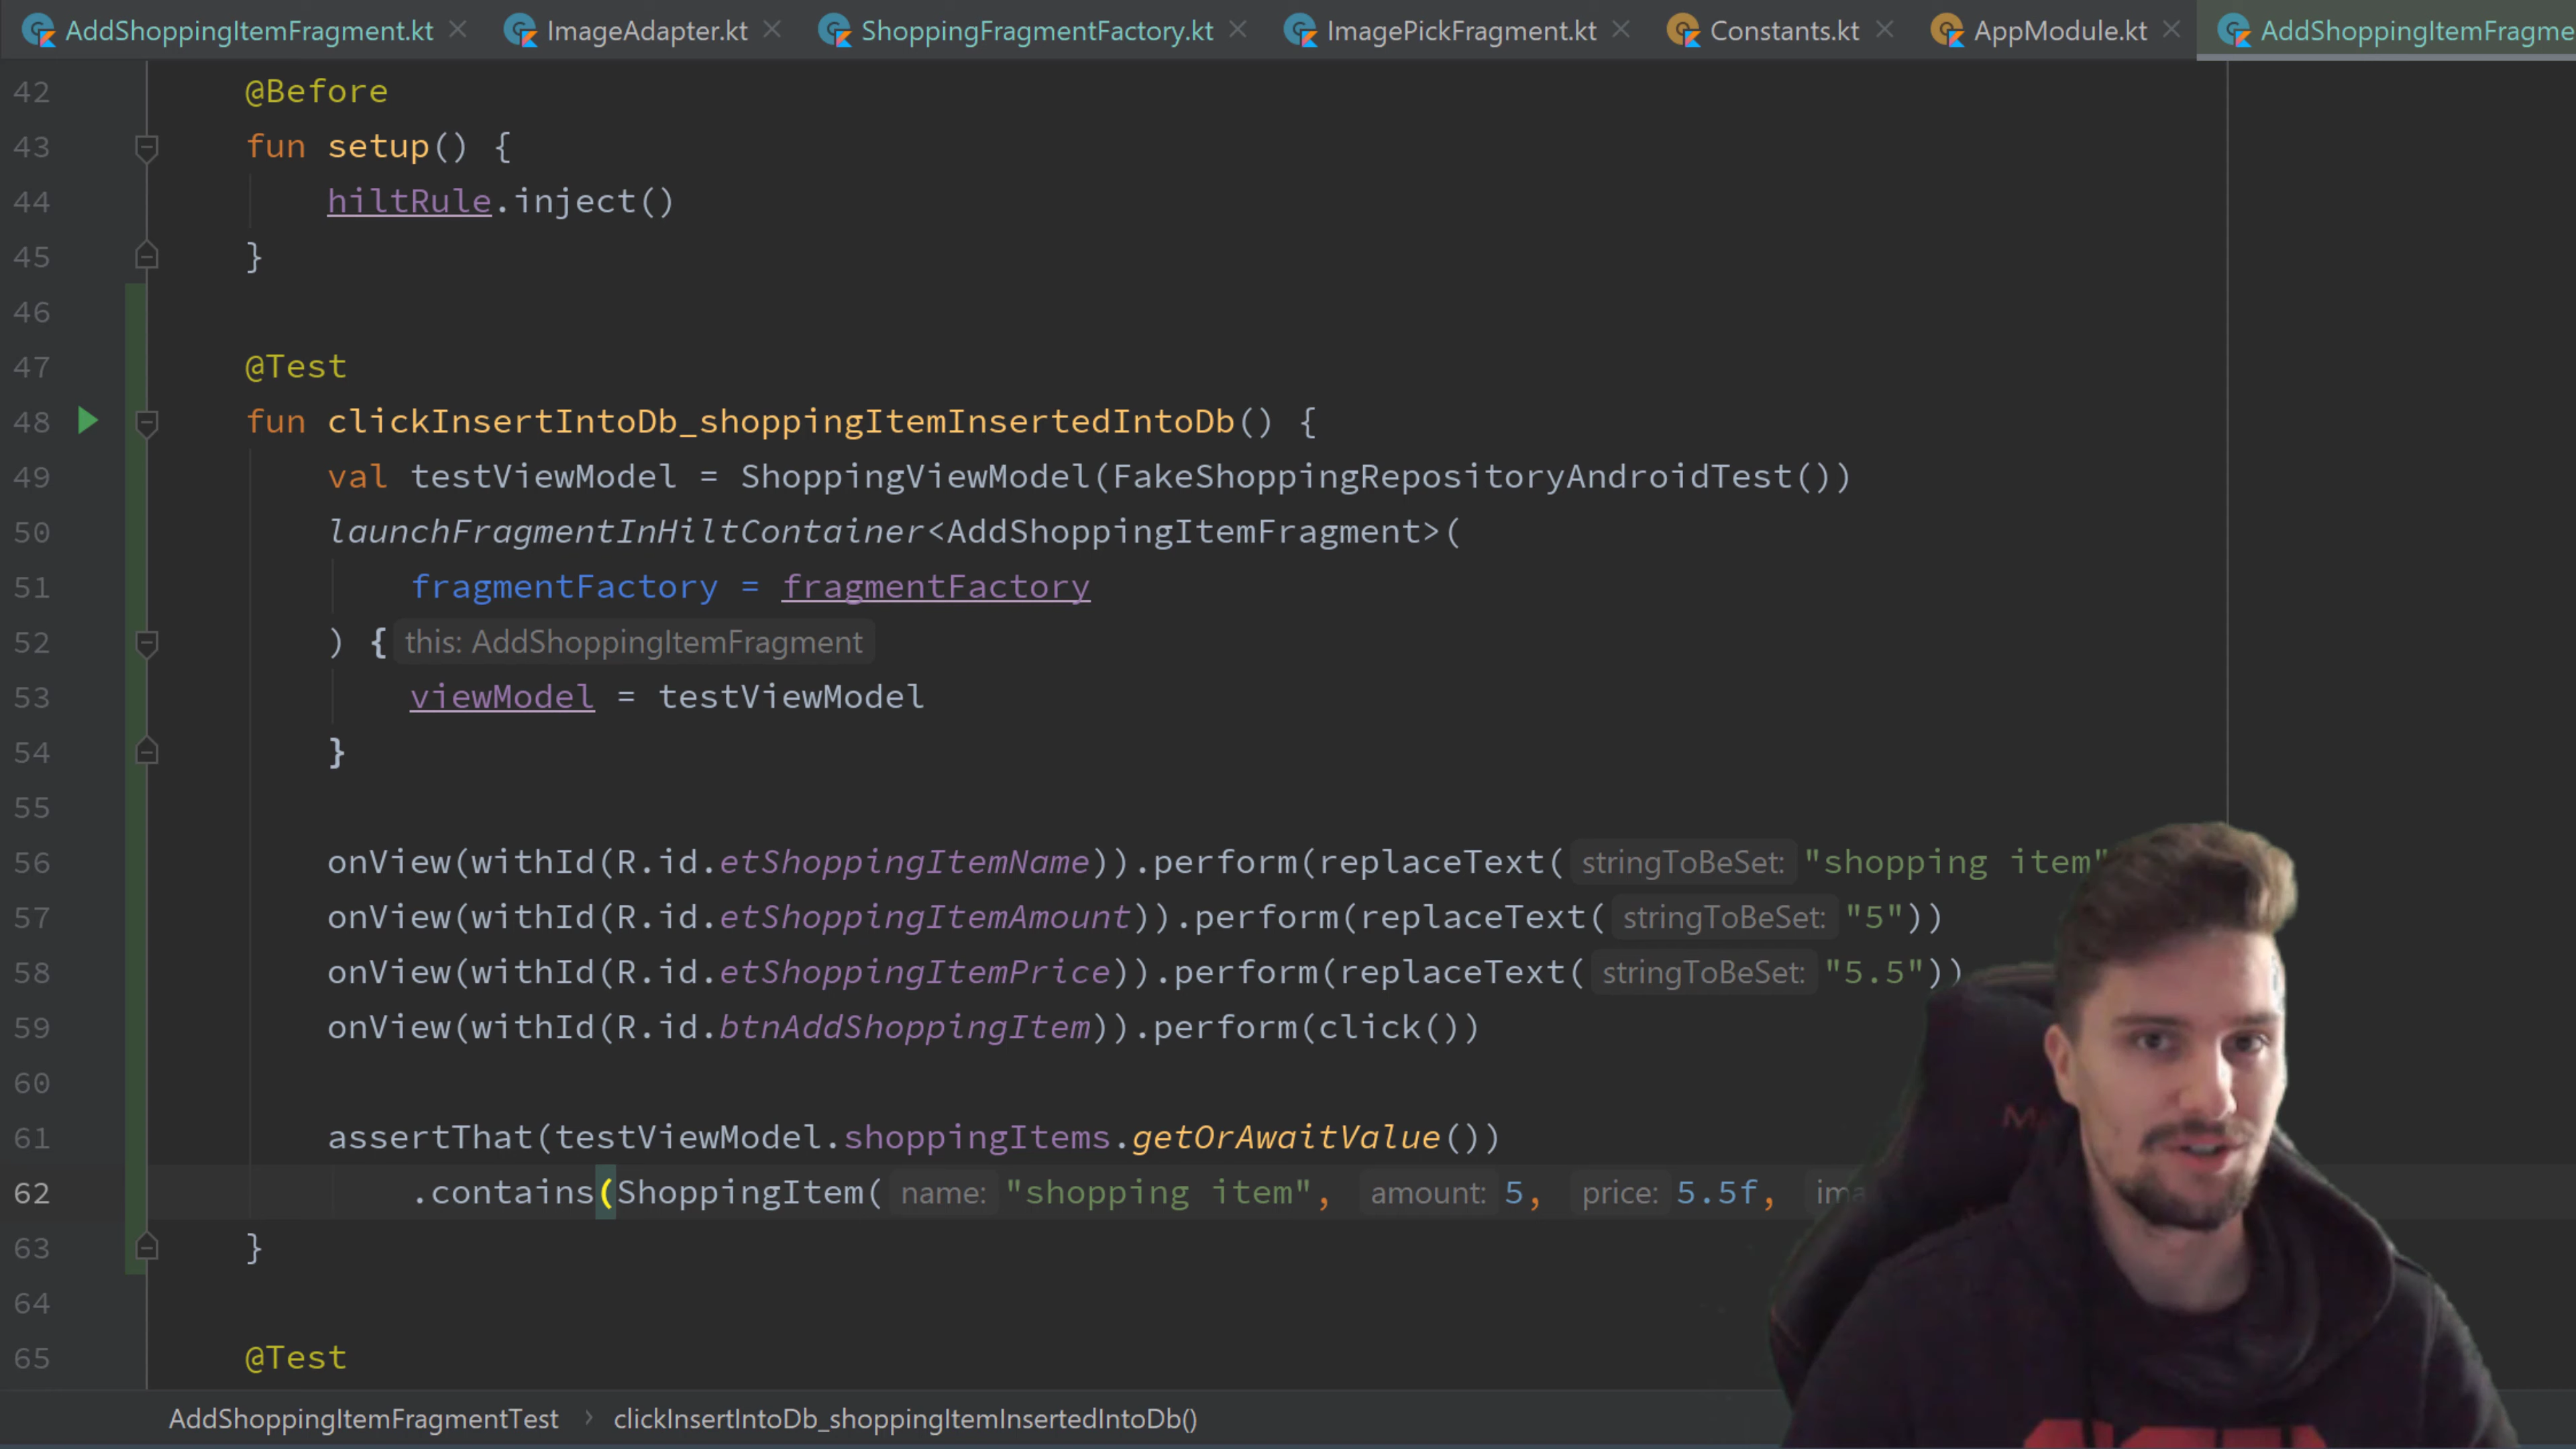 AddShoppingItemFragment.kt ImageAdapter.kt ShoppingFragmentFactory.kt ImagePickFragment.kt Constants.kt AppModule.kt AddShoppingItemFragme
42 @Before
43 fun setup() {
44 hiltRule.inject()
45 }
46
47 @Test
48 fun clickInsertIntoDb_shoppingItemInsertedIntoDb() {
49 val testViewModel = ShoppingViewModel(FakeShoppingRepositoryAndroidTest())
50 launchFragmentInHiltContainer<AddShoppingItemFragment>(
51 fragmentFactory = fragmentFactory
52 ) { this: AddShoppingItemFragment
53 viewModel = testViewModel
54 }
55
56 onView(withId(R.id.etShoppingItemName)).perform(replaceText( stringToBeSet: "shopping item"
57 onView(withId(R.id.etShoppingItemAmount)).perform(replaceText( stringToBeSet: "5"))
58 onView(withId(R.id.etShoppingItemPrice)).perform(replaceText( stringToBeSet: "5.5"))
59 onView(withId(R.id.btnAddShoppingItem)).perform(click())
60
61 assertThat(testViewModel.shoppingItems.getOrAwaitValue())
62 .contains(ShoppingItem( name: "shopping item", amount: 5, price: 5.5f,
63 }
64
65 @Test
AddShoppingItemFragmentTest › clickInsertIntoDb_shoppingItemInsertedIntoDb()